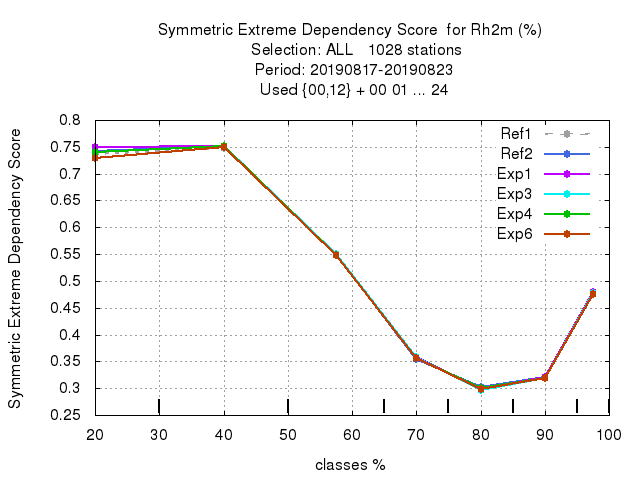 Symmetric Extreme Dependency Score  for Rh2m (%)
Selection: ALL   1028 stations
Period: 20190817-20190823
Used {00,12} + 00 01 ... 24
Symmetric Extreme Dependency Score
0.8
0.75
0.7
0.65
0.6
0.55
0.5
0.45
0.4
0.35
0.3
0.25
Ref1
Ref2
Exp1
Exp3
Exp4
Exp6
20 30 40 50 60 70 80 90 100
classes %